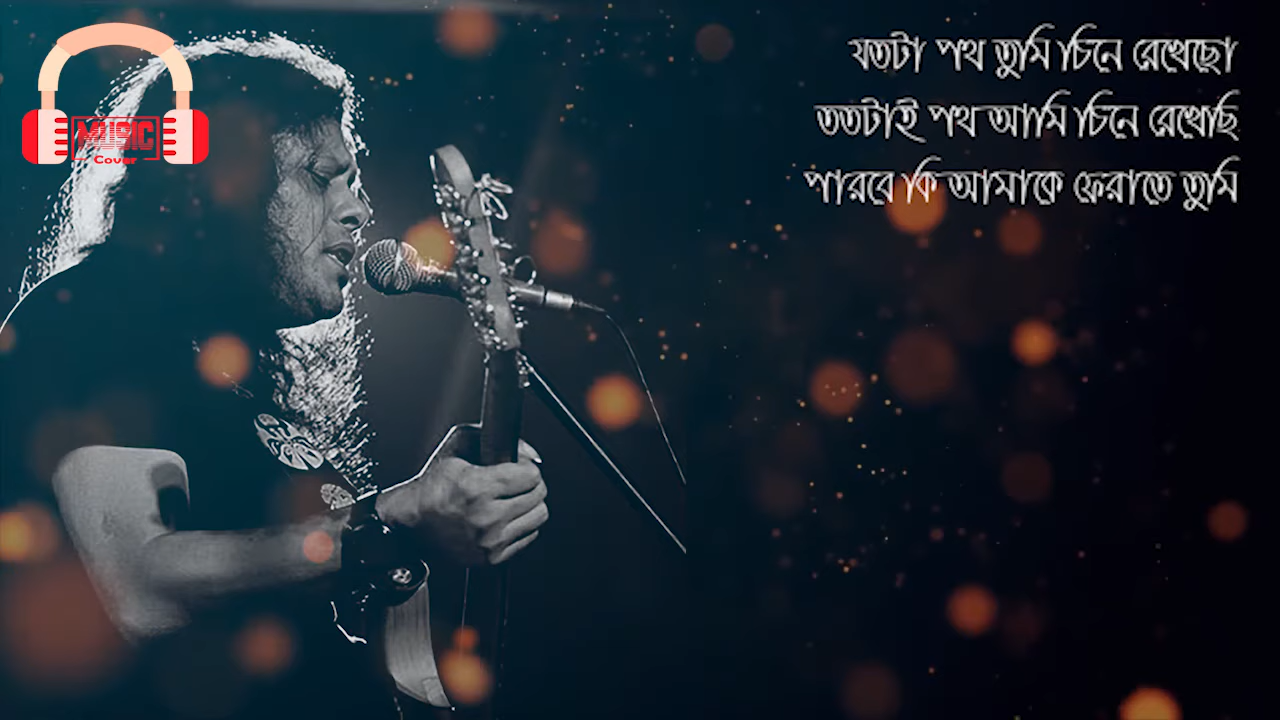 MUSIC
Cover
যতটা পথ তুমি চিনে রেখেছো
ততটাই পথ আমি চিনে রেখেছি
পারবে কি আমাকে ফেরাতে তুমি